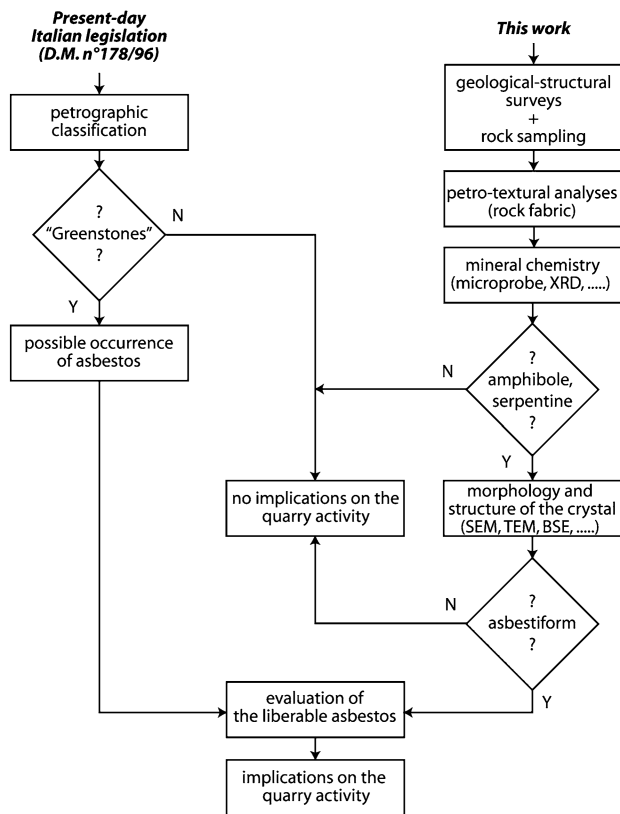 Present-day
Italian legislation
(D.M. n°178/96)
petrographic
classification
?
"Greenstones"
?
N
Y
possible occurrence
of asbestos
This work
geological-structural
surveys
+
rock sampling
petro-textural analyses
(rock fabric)
mineral chemistry
(microprobe, XRD, .....)
?
amphibole,
serpentine
?
N
Y
no implications on the
quarry activity
morphology and
structure of the crystal
(SEM, TEM, BSE, .....)
?
asbestiform
?
N
Y
evaluation of
the liberable asbestos
implications on the
quarry activity